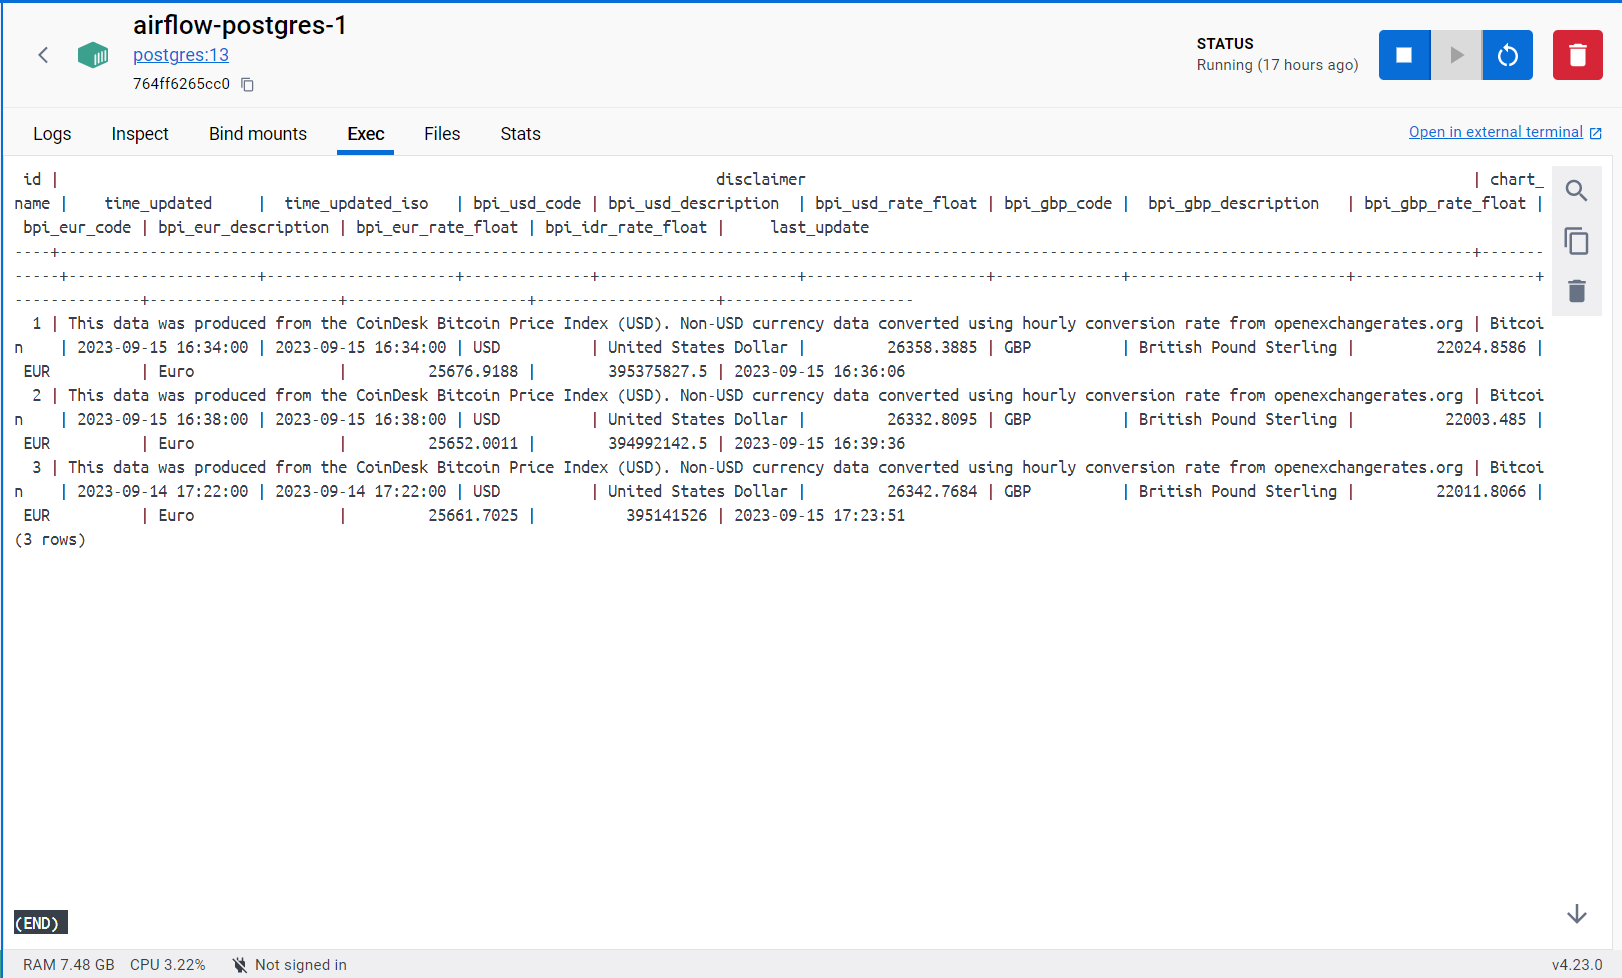 airflow-postgres-1
postgres:13
764ff6265cc0
STATUS
Running (17 hours ago)
Logs Inspect Bind mounts Exec Files Stats
Open in external terminal
id | disclaimer | chart_
name | time_updated | time_updated_iso | bpi_usd_code | bpi_usd_description | bpi_usd_rate_float | bpi_gbp_code | bpi_gbp_description | bpi_gbp_rate_float |
bpi_eur_code | bpi_eur_description | bpi_eur_rate_float | bpi_idr_rate_float | last_update
----+-------------------------------------------------------------------------------------------------------------------------------------------------------------+-------
-----+---------------------+---------------------+--------------+----------------------+--------------------+--------------+------------------------+--------------------+
--------------+---------------------+--------------------+--------------------+---------------------
1 | This data was produced from the CoinDesk Bitcoin Price Index (USD). Non-USD currency data converted using hourly conversion rate from openexchangerates.org | Bitcoi
n | 2023-09-15 16:34:00 | 2023-09-15 16:34:00 | USD | United States Dollar | 26358.3885 | GBP | British Pound Sterling | 22024.8586 |
EUR | Euro | 25676.9188 | 395375827.5 | 2023-09-15 16:36:06
2 | This data was produced from the CoinDesk Bitcoin Price Index (USD). Non-USD currency data converted using hourly conversion rate from openexchangerates.org | Bitcoi
n | 2023-09-15 16:38:00 | 2023-09-15 16:38:00 | USD | United States Dollar | 26332.8095 | GBP | British Pound Sterling | 22003.485 |
EUR | Euro | 25652.0011 | 394992142.5 | 2023-09-15 16:39:36
3 | This data was produced from the CoinDesk Bitcoin Price Index (USD). Non-USD currency data converted using hourly conversion rate from openexchangerates.org | Bitcoi
n | 2023-09-14 17:22:00 | 2023-09-14 17:22:00 | USD | United States Dollar | 26342.7684 | GBP | British Pound Sterling | 22011.8066 |
EUR | Euro | 25661.7025 | 395141526 | 2023-09-15 17:23:51
(3 rows)
(END)
RAM 7.48 GB CPU 3.22% Not signed in v4.23.0